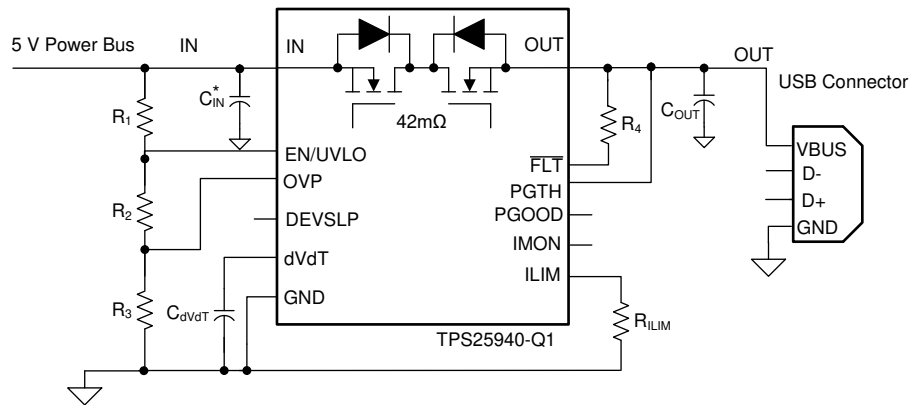 5 V Power Bus
IN
IN
OUT
OUT
USB Connector
R1
C*IN
42mΩ
R4
COUT
EN/UVLO
FLT
VBUS
OVP
PGTH
D-
R2
DEVSLP
PGOOD
D+
IMON
GND
dVdT
ILIM
R3
CdVdT
GND
RILIM
TPS25940-Q1